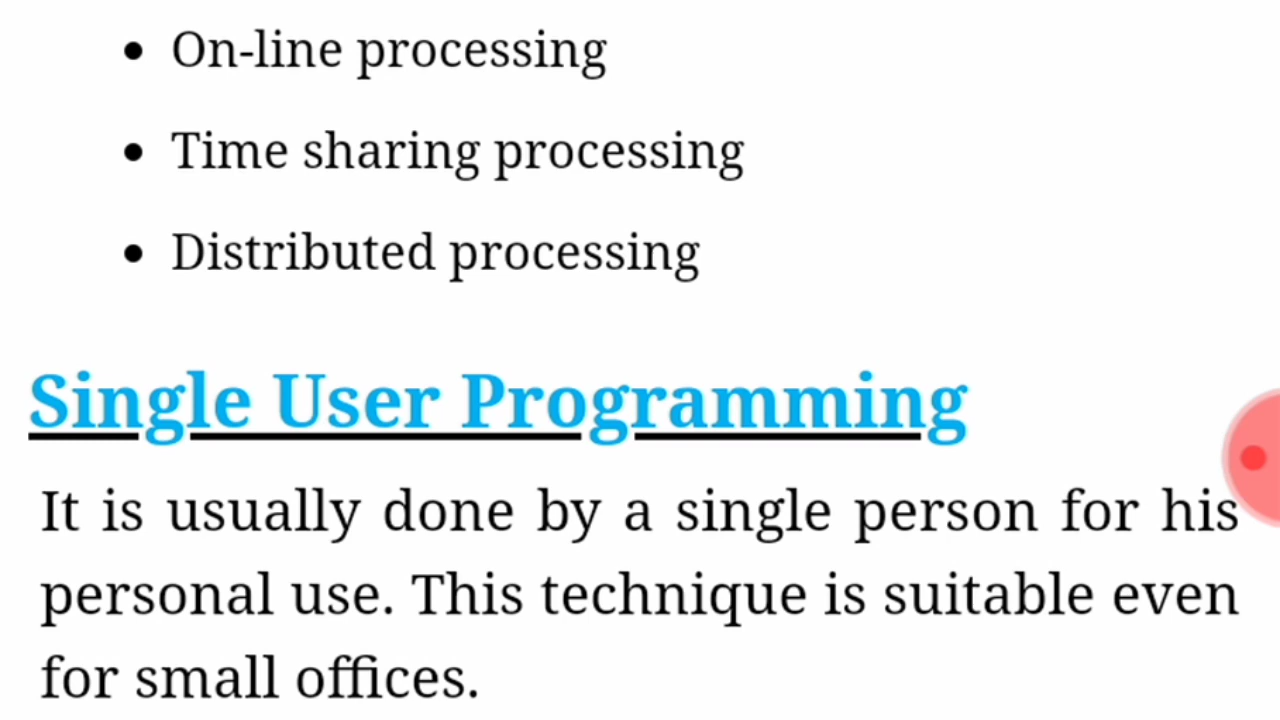 • On-line processing
• Time sharing processing
• Distributed processing
Single User Programming
It is usually done by a single person for his
personal use. This technique is suitable even
for small offices.